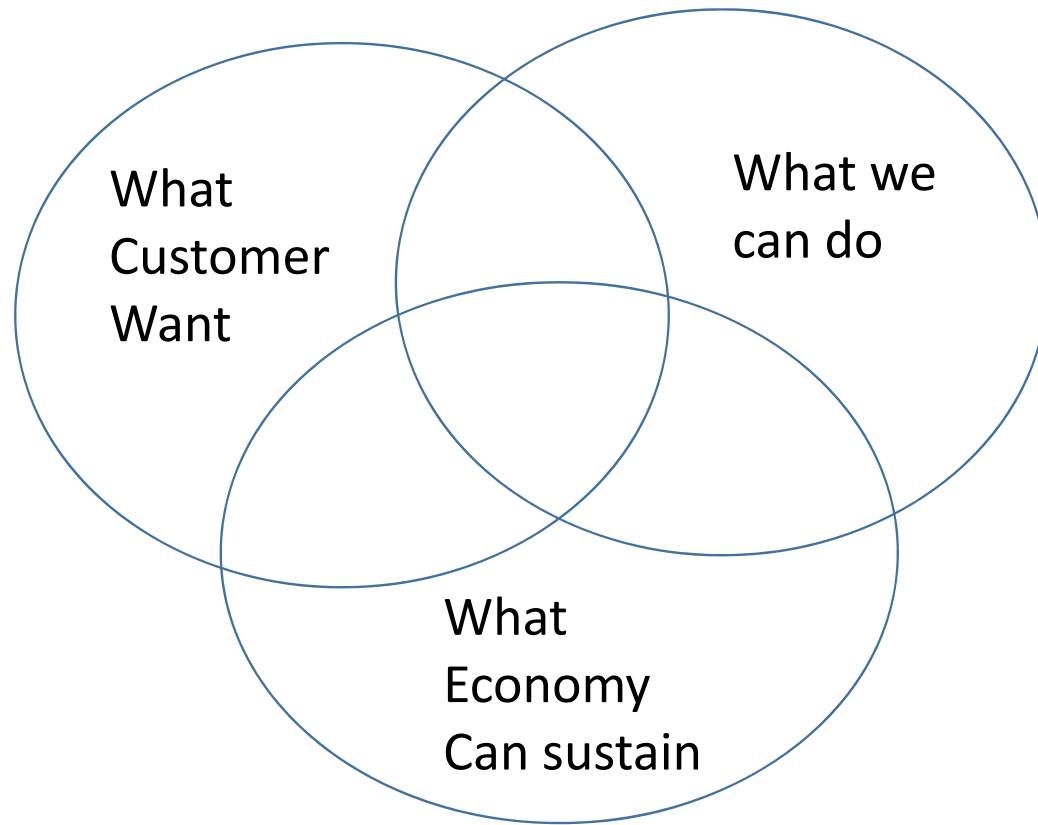 What
Customer
Want
What we
can do
What
Economy
Can sustain